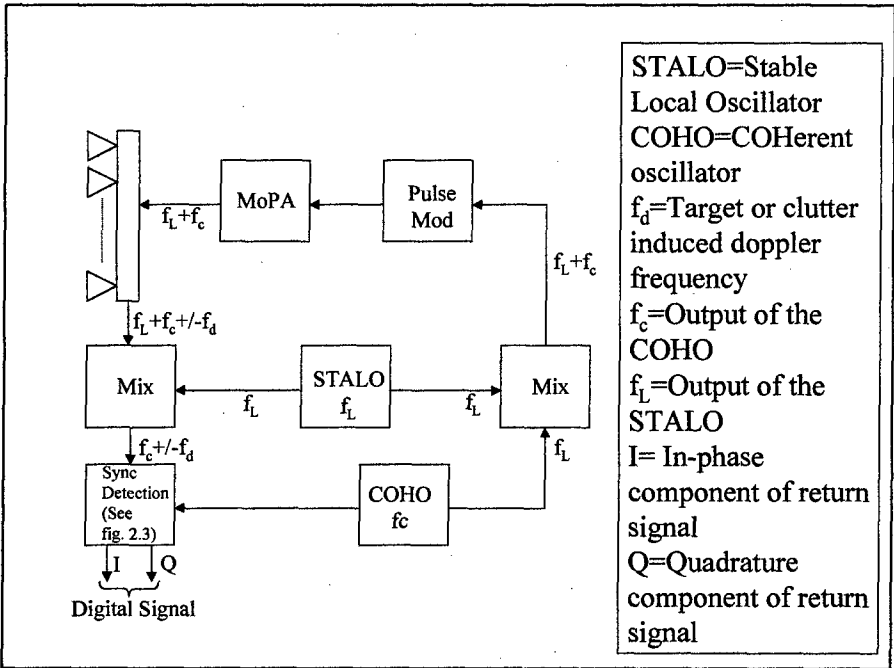 MoPA
Pulse
Mod
f_L+f_c
f_L+f_c
f_L+f_c+/-f_d
Mix
STALO
f_L
Mix
f_L
f_L
f_c+/-f_d
f_L
Sync
Detection
(See
fig. 2.3)
COHO
fc
I
Q
Digital Signal
STALO=Stable
Local Oscillator
COHO=COHerent
oscillator
f_d=Target or clutter
induced doppler
frequency
f_c=Output of the
COHO
f_L=Output of the
STALO
I= In-phase
component of return
signal
Q=Quadrature
component of return
signal